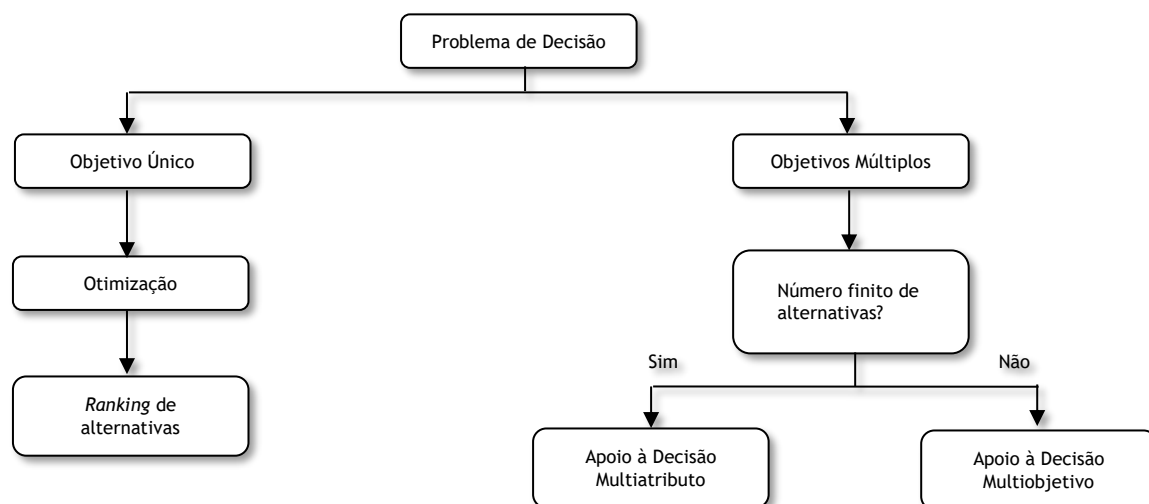 Problema de Decisão
Objetivo Único
Objetivos Múltiplos
Otimização
Número finito de
alternativas?
Sim
Não
Ranking de
alternativas
Apoio à Decisão
Multiatributo
Apoio à Decisão
Multiobjetivo